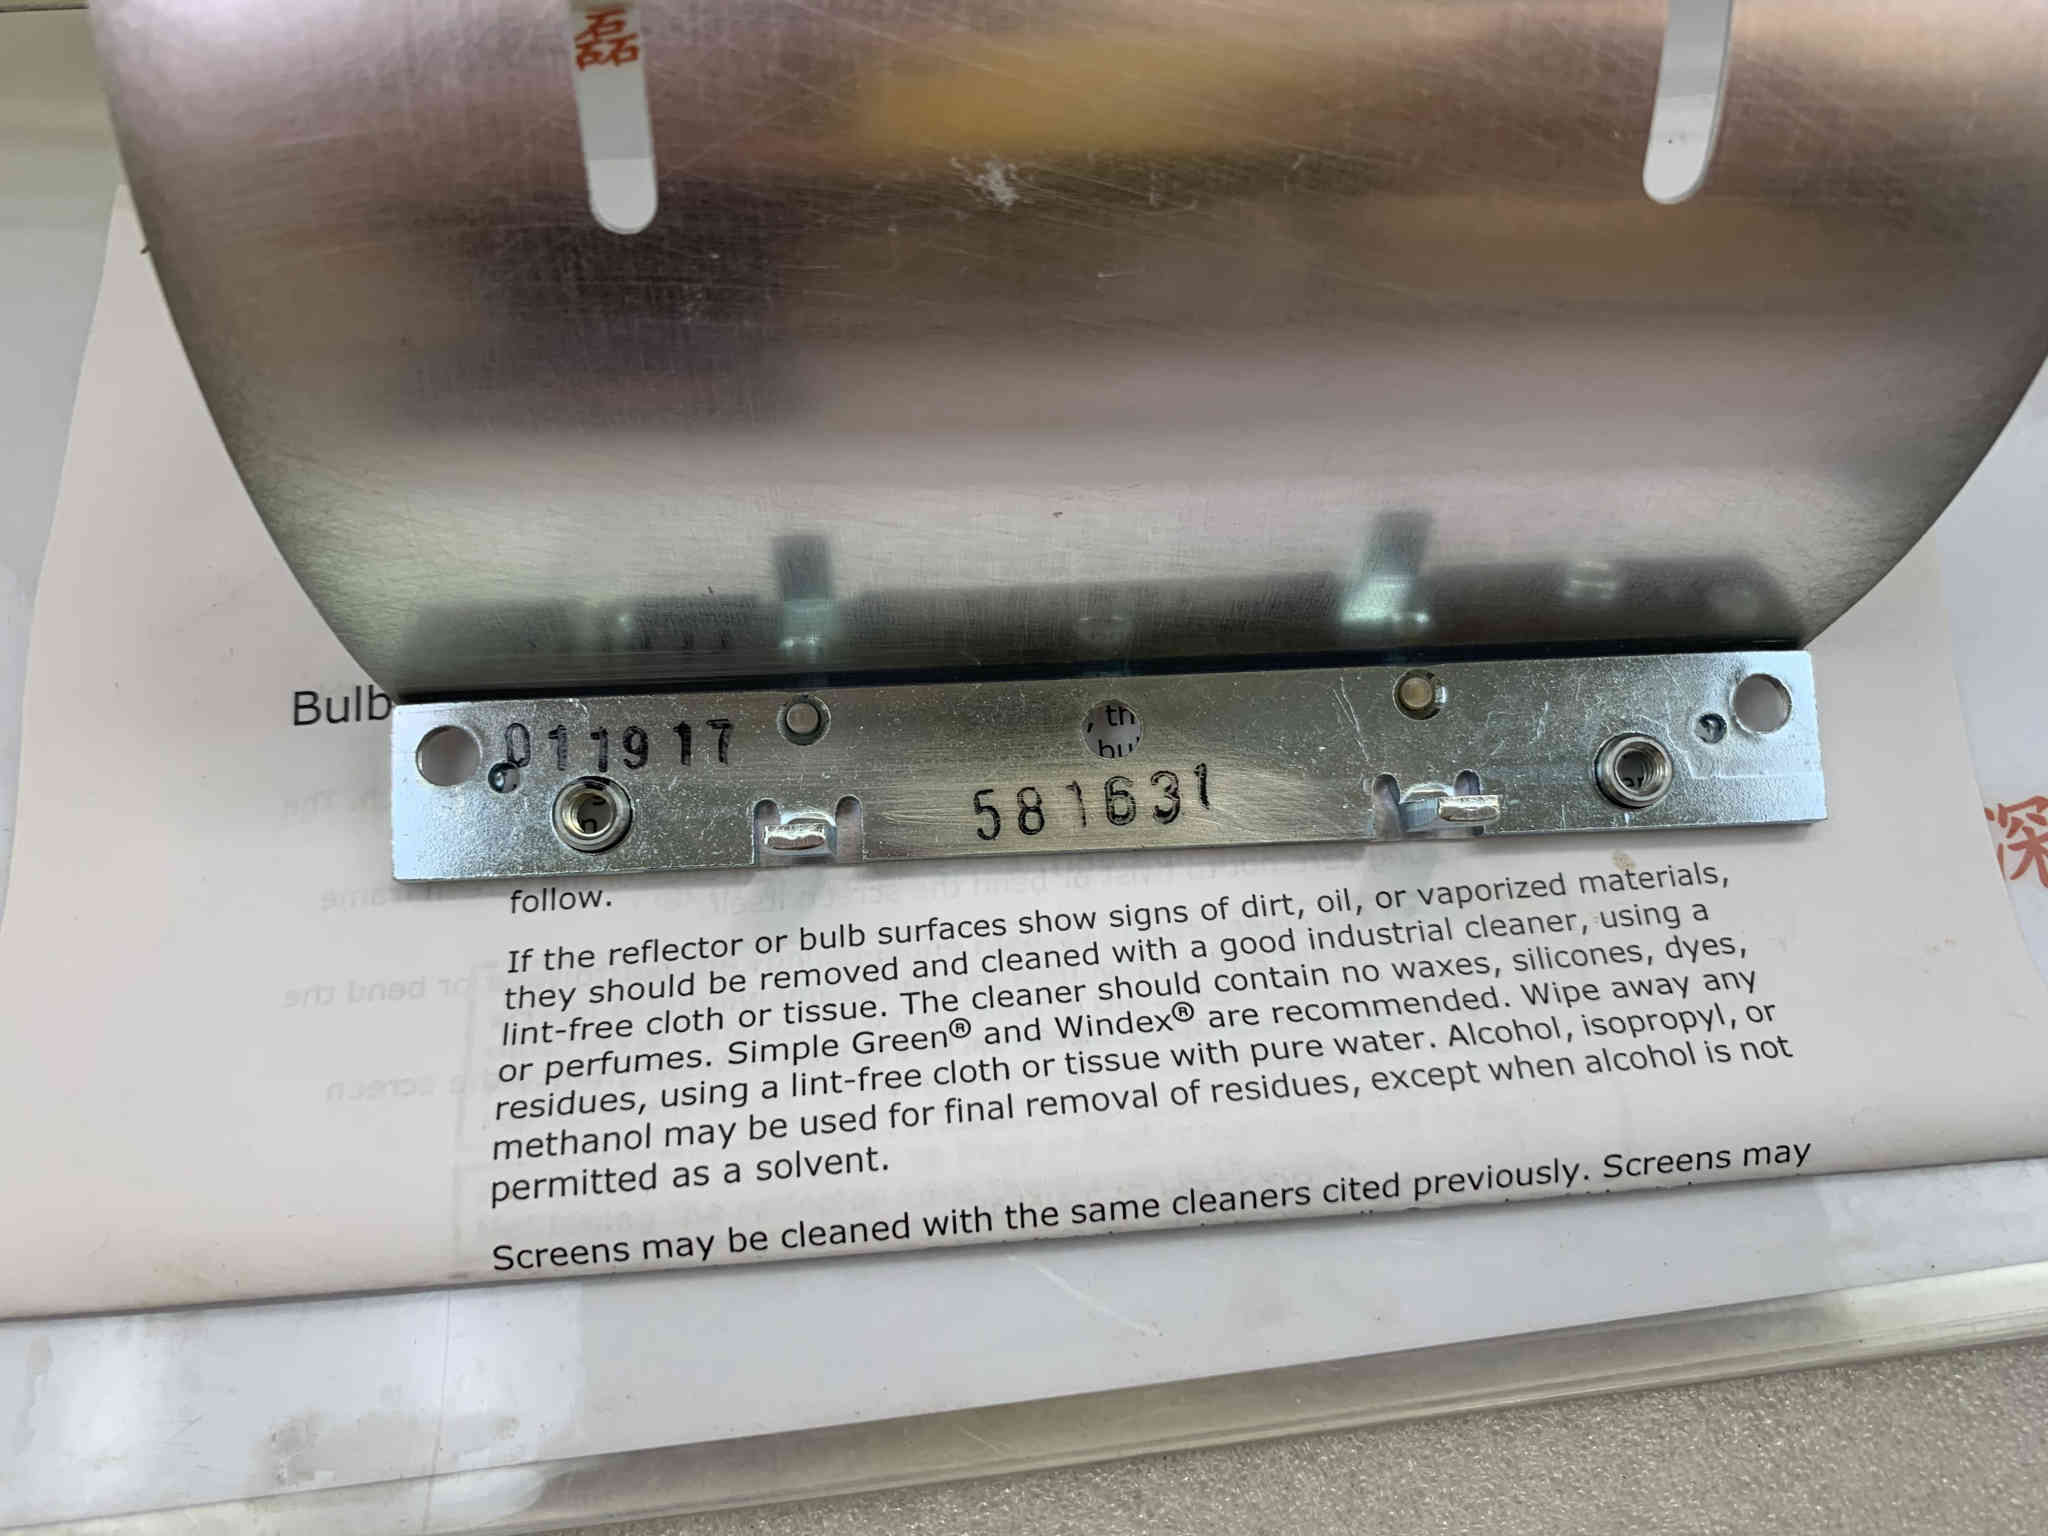 磊
Bulb
011917
, th
bu
581631
深
follow.
If the reflector or bulb surfaces show signs of dirt, oil, or vaporized materials,
they should be removed and cleaned with a good industrial cleaner, using a
lint-free cloth or tissue. The cleaner should contain no waxes, silicones, dyes,
or perfumes. Simple Green® and Windex® are recommended. Wipe away any
residues, using a lint-free cloth or tissue with pure water. Alcohol, isopropyl, or
methanol may be used for final removal of residues, except when alcohol is not
permitted as a solvent.
Screens may be cleaned with the same cleaners cited previously. Screens may